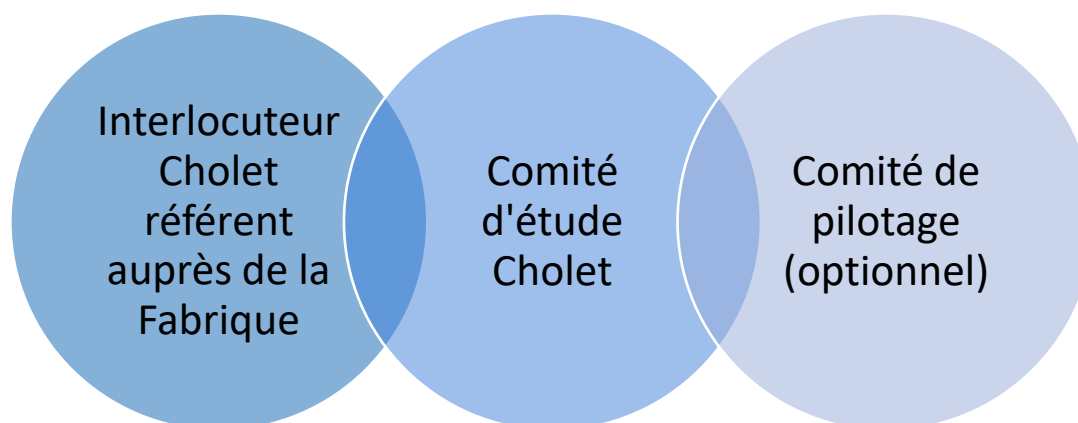 Interlocuteur
Cholet
référent
auprès de la
Fabrique
Comité
d'étude
Cholet
Comité de
pilotage
(optionnel)